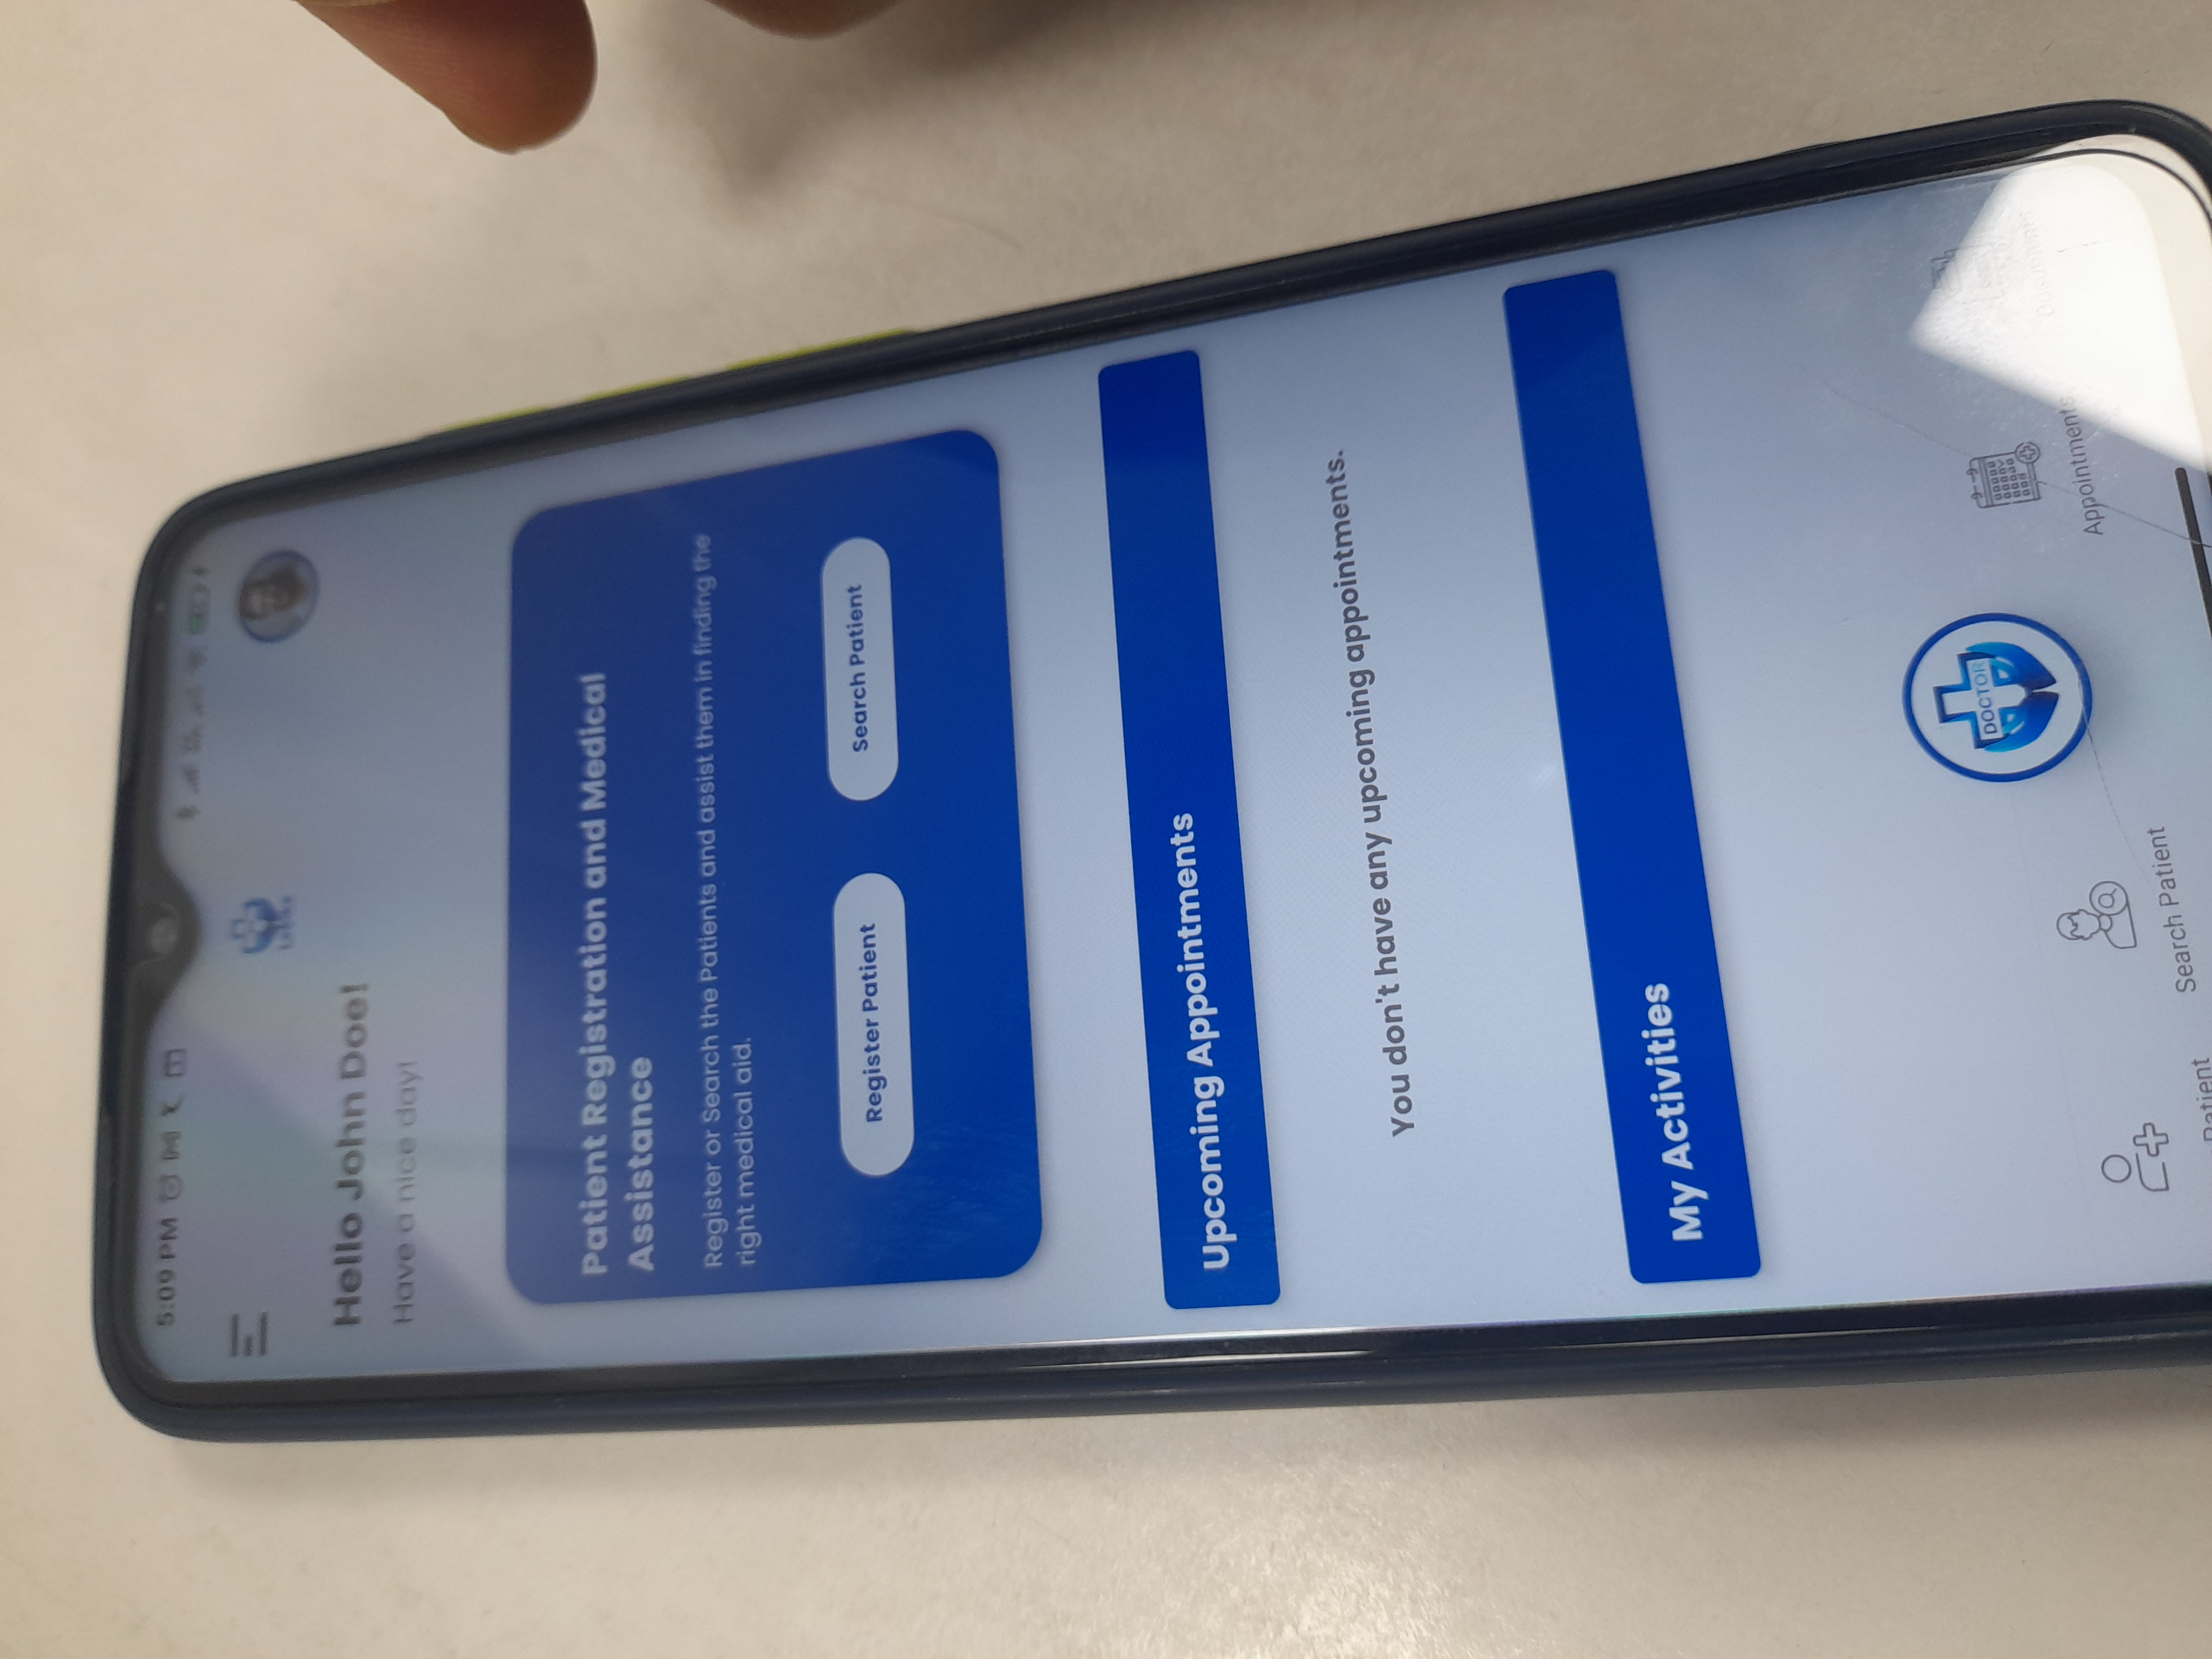 5:09 PM
Hello John Doe!
Have a nice day!
Patient Registration and Medical
Assistance
Register or Search the Patients and assist them in finding the
right medical aid.
Register Patient
Search Patient
Upcoming Appointments
You don't have any upcoming appointments.
My Activities
DOCTOR
Patient
Search Patient
Appointments
Documents